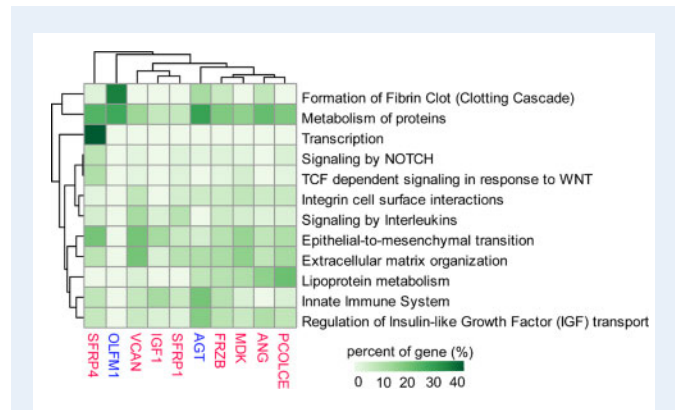 Formation of Fibrin Clot (Clotting Cascade)
Metabolism of proteins
Transcription
Signaling by NOTCH
TCF dependent signaling in response to WNT
Integrin cell surface interactions
Signaling by Interleukins
Epithelial-to-mesenchymal transition
Extracellular matrix organization
Lipoprotein metabolism
Innate Immune System
Regulation of Insulin-like Growth Factor (IGF) transport
SFRP4
OLFM1
VCAN
IGF1
SFRP1
AGT
FRZB
MDK
ANG
PCOLCE
percent of gene (%)
0 10 20 30 40